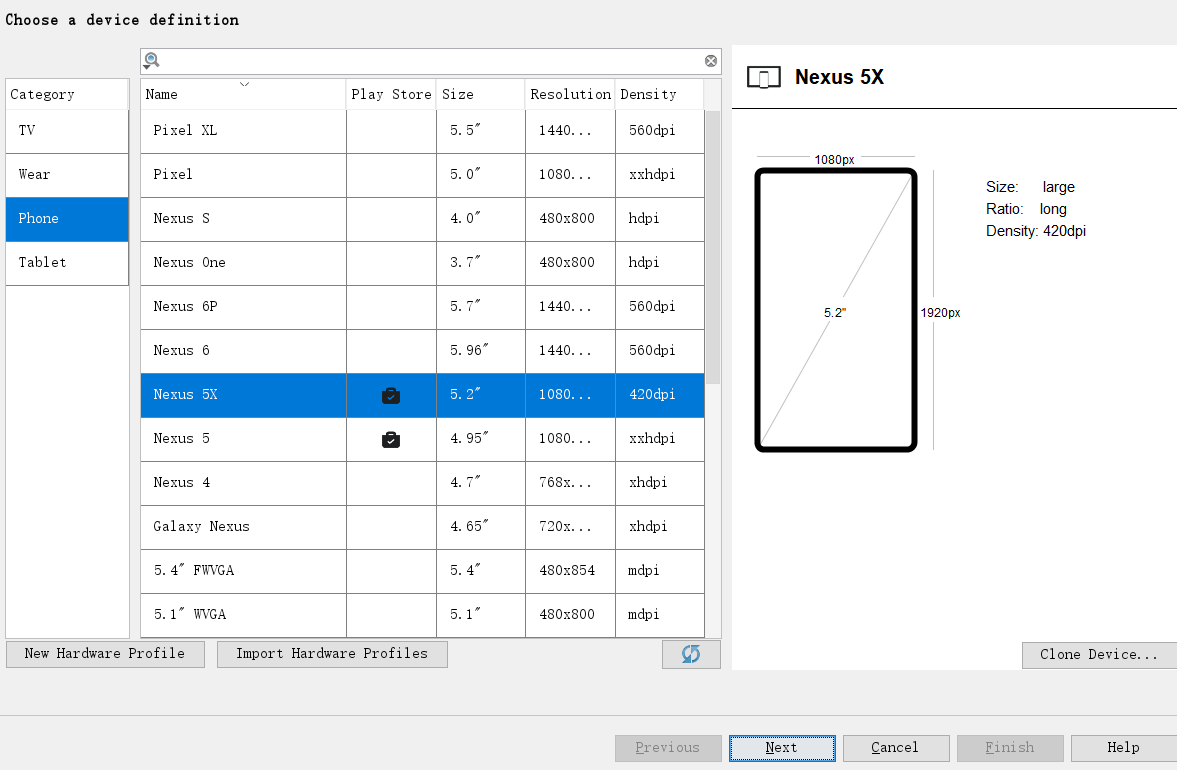 Choose a device definition
Category
TV
Wear
Phone
Tablet
Name Play Store Size Resolution Density
Pixel XL 5.5″ 1440... 560dpi
Pixel 5.0″ 1080... xxhdpi
Nexus S 4.0″ 480x800 hdpi
Nexus One 3.7″ 480x800 hdpi
Nexus 6P 5.7″ 1440... 560dpi
Nexus 6 5.96″ 1440... 560dpi
Nexus 5X 5.2″ 1080... 420dpi
Nexus 5 4.95″ 1080... xxhdpi
Nexus 4 4.7″ 768x... xhdpi
Galaxy Nexus 4.65″ 720x... xhdpi
5.4″ FWVGA 5.4″ 480x854 mdpi
5.1″ WVGA 5.1″ 480x800 mdpi
New Hardware Profile Import Hardware Profiles
Nexus 5X
1080px
5.2"
1920px
Size: large
Ratio: long
Density: 420dpi
Clone Device...
Previous Next Cancel Finish Help